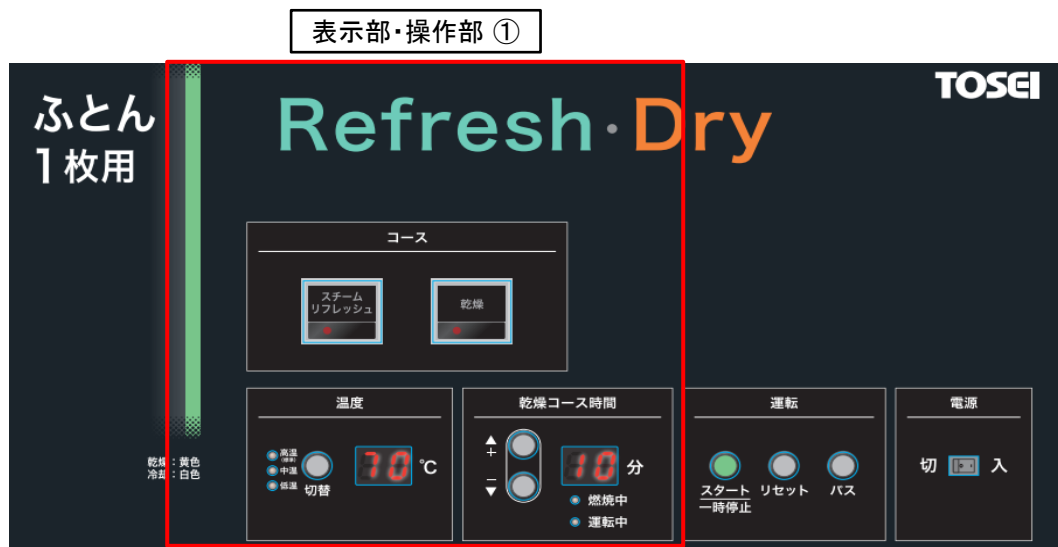 表示部・操作部 ①
TOSEI
ふとん
1枚用
Refresh・Dry
コース
スチーム
リフレッシュ
乾燥
乾燥：黄色
冷却：白色
温度
高温
(標準)
中温
低温
切替
70 ℃
乾燥コース時間
▲
+
−
▼
10 分
燃焼中
運転中
運転
スタート
一時停止
リセット
パス
電源
切 入